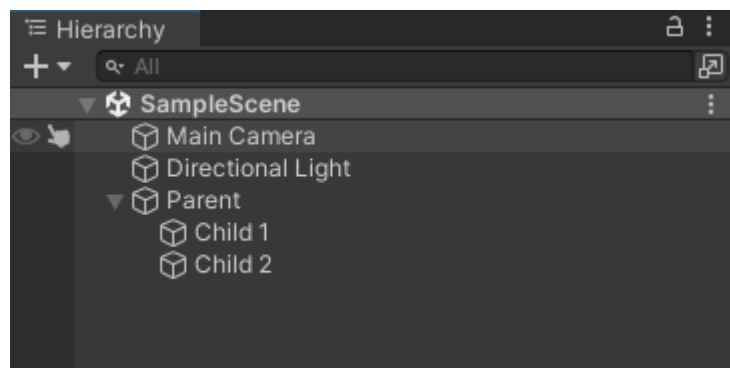 Hierarchy
All
SampleScene
Main Camera
Directional Light
Parent
Child 1
Child 2